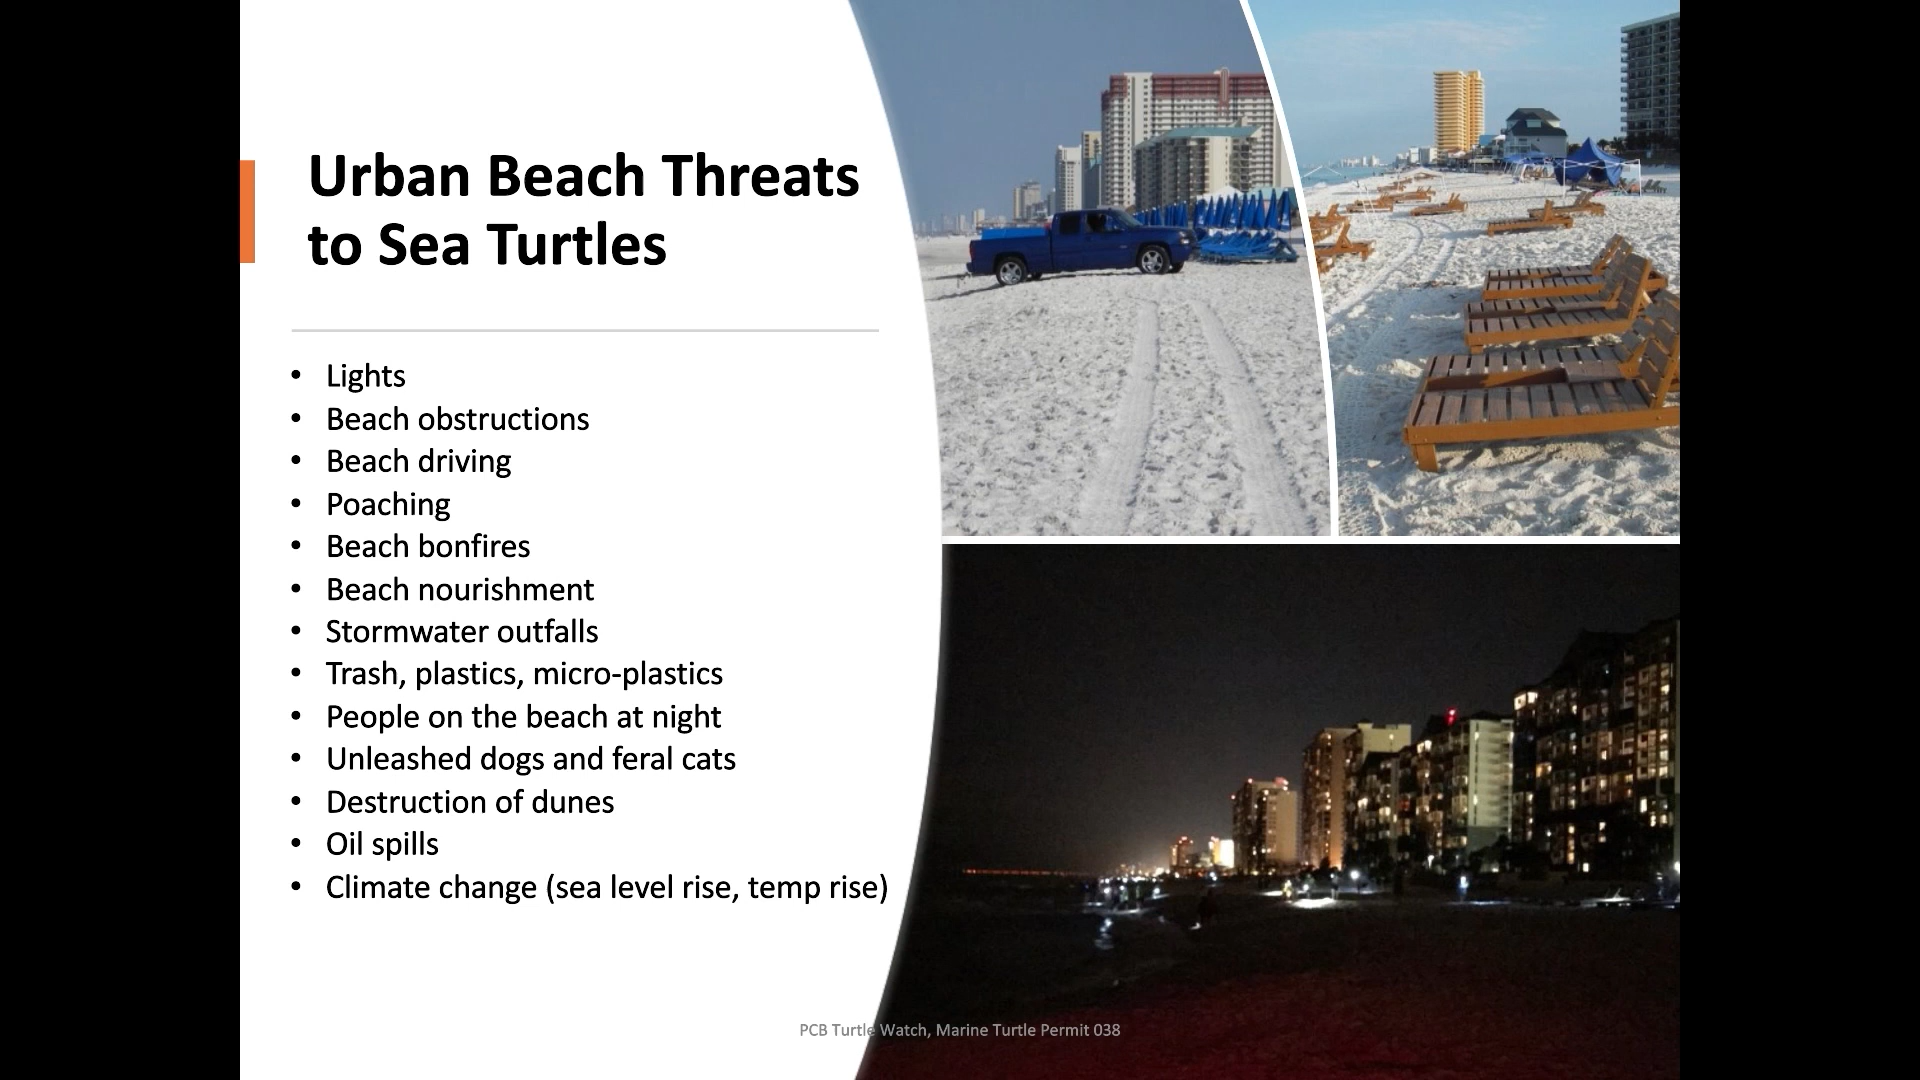 Urban Beach Threats
to Sea Turtles
• Lights
• Beach obstructions
• Beach driving
• Poaching
• Beach bonfires
• Beach nourishment
• Stormwater outfalls
• Trash, plastics, micro-plastics
• People on the beach at night
• Unleashed dogs and feral cats
• Destruction of dunes
• Oil spills
• Climate change (sea level rise, temp rise)
PCB Turtle Watch, Marine Turtle Permit 038